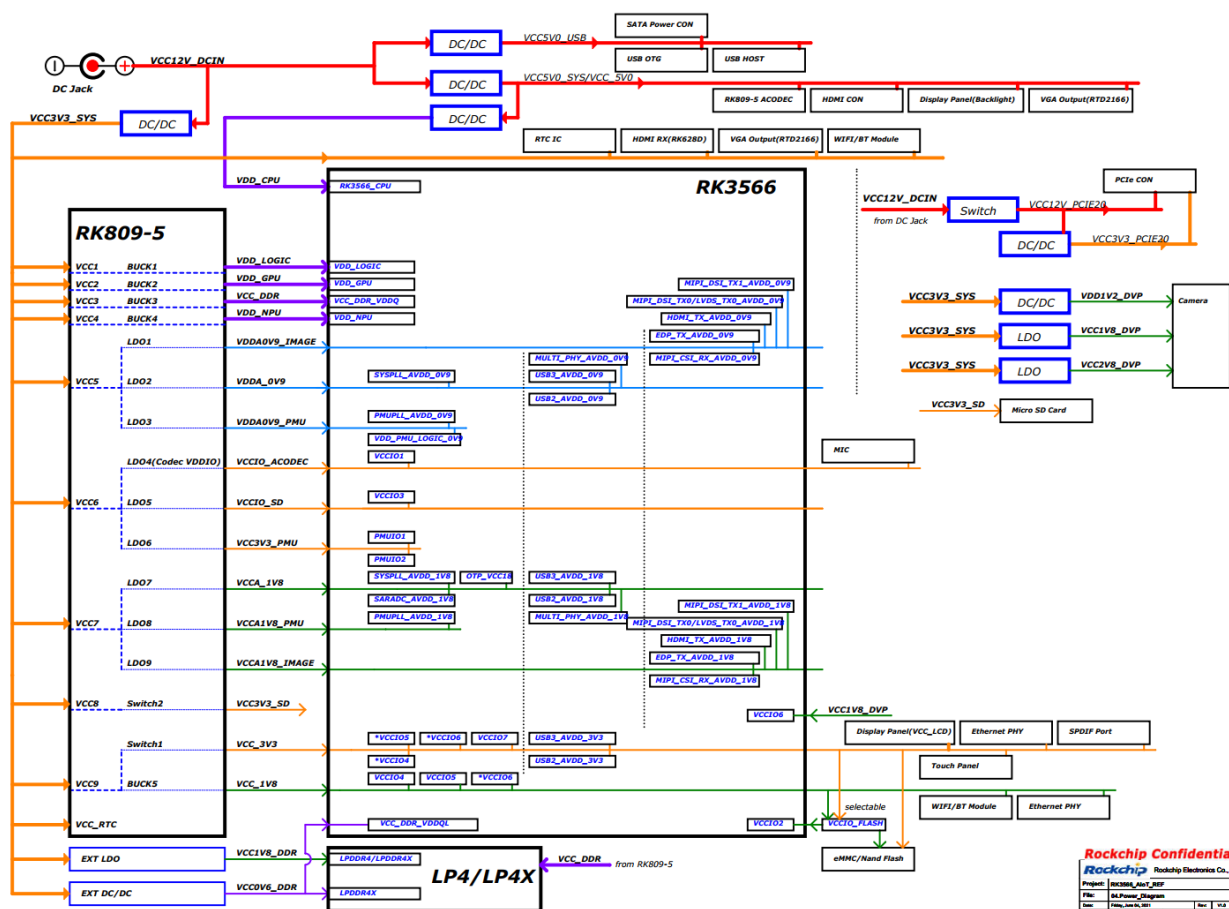 SATA Power CON
DC/DC
VCC5V0_USB
USB OTG
USB HOST
VCC12V_DCIN
DC Jack
DC/DC
VCC5V0_SYS/VCC_5V0
RK809-5 ACODEC
HDMI CON
Display Panel(Backlight)
VGA Output(RTD2166)
VCC3V3_SYS
DC/DC
DC/DC
RTC IC
HDMI RX(RK628D)
VGA Output(RTD2166)
WIFI/BT Module
VDD_CPU
RK3566_CPU
RK3566
PCIe CON
VCC12V_DCIN
from DC Jack
Switch
VCC12V_PCIE20
DC/DC
VCC3V3_PCIE20
RK809-5
VCC1 BUCK1 VDD_LOGIC VDD_LOGIC
VCC2 BUCK2 VDD_GPU VDD_GPU
VCC3 BUCK3 VCC_DDR VCC_DDR_VDDQ
VCC4 BUCK4 VDD_NPU VDD_NPU
MIPI_DSI_TX1_AVDD_0V9
MIPI_DSI_TX0/LVDS_TX0_AVDD_0V9
HDMI_TX_AVDD_0V9
EDP_TX_AVDD_0V9
MIPI_CSI_RX_AVDD_0V9
VCC3V3_SYS DC/DC VDD1V2_DVP Camera
VCC3V3_SYS LDO VCC1V8_DVP
VCC3V3_SYS LDO VCC2V8_DVP
VCC3V3_SD Micro SD Card
LDO1 VDDA0V9_IMAGE
MULTI_PHY_AVDD_0V9
SYSPLL_AVDD_0V9 USB3_AVDD_0V9
VCC5 LDO2 VDDA_0V9
USB2_AVDD_0V9
PMUPLL_AVDD_0V9
LDO3 VDDA0V9_PMU
VDD_PMU_LOGIC_0V9
MIC
LDO4(Codec VDDIO) VCCIO_ACODEC VCCIO1
VCC6 LDO5 VCCIO_SD VCCIO3
PMUIO1
LDO6 VCC3V3_PMU
PMUIO2
SYSPLL_AVDD_1V8 OTP_VCC18 USB3_AVDD_1V8
LDO7 VCCA_1V8
SARADC_AVDD_1V8 USB2_AVDD_1V8 MIPI_DSI_TX1_AVDD_1V8
PMUPLL_AVDD_1V8 MULTI_PHY_AVDD_1V8 MIPI_DSI_TX0/LVDS_TX0_AVDD_1V8
VCC7 LDO8 VCCA1V8_PMU
HDMI_TX_AVDD_1V8
EDP_TX_AVDD_1V8
LDO9 VCCA1V8_IMAGE
MIPI_CSI_RX_AVDD_1V8
VCC8 Switch2 VCC3V3_SD
VCCIO6 VCC1V8_DVP
Display Panel(VCC_LCD) Ethernet PHY SPDIF Port
*VCCIO5 *VCCIO6 VCCIO7 USB3_AVDD_3V3
Switch1 VCC_3V3
*VCCIO4 USB2_AVDD_3V3
Touch Panel
VCCIO4 VCCIO5 *VCCIO6
VCC9 BUCK5 VCC_1V8
WIFI/BT Module Ethernet PHY
selectable
VCC_RTC
VCC_DDR_VDDQL
VCCIO2 VCCIO_FLASH
EXT LDO VCC1V8_DDR LPDDR4/LPDDR4X
LP4/LP4X
VCC_DDR from RK809-5
eMMC/Nand Flash
EXT DC/DC VCC0V6_DDR LPDDR4X
Rockchip Confidential
Rockchip Rockchip Electronics Co.,
Project: RK3566_AIoT_REF
File: 04.Power_Diagram
Date: Friday, June 04, 2021 Rev: V1.0